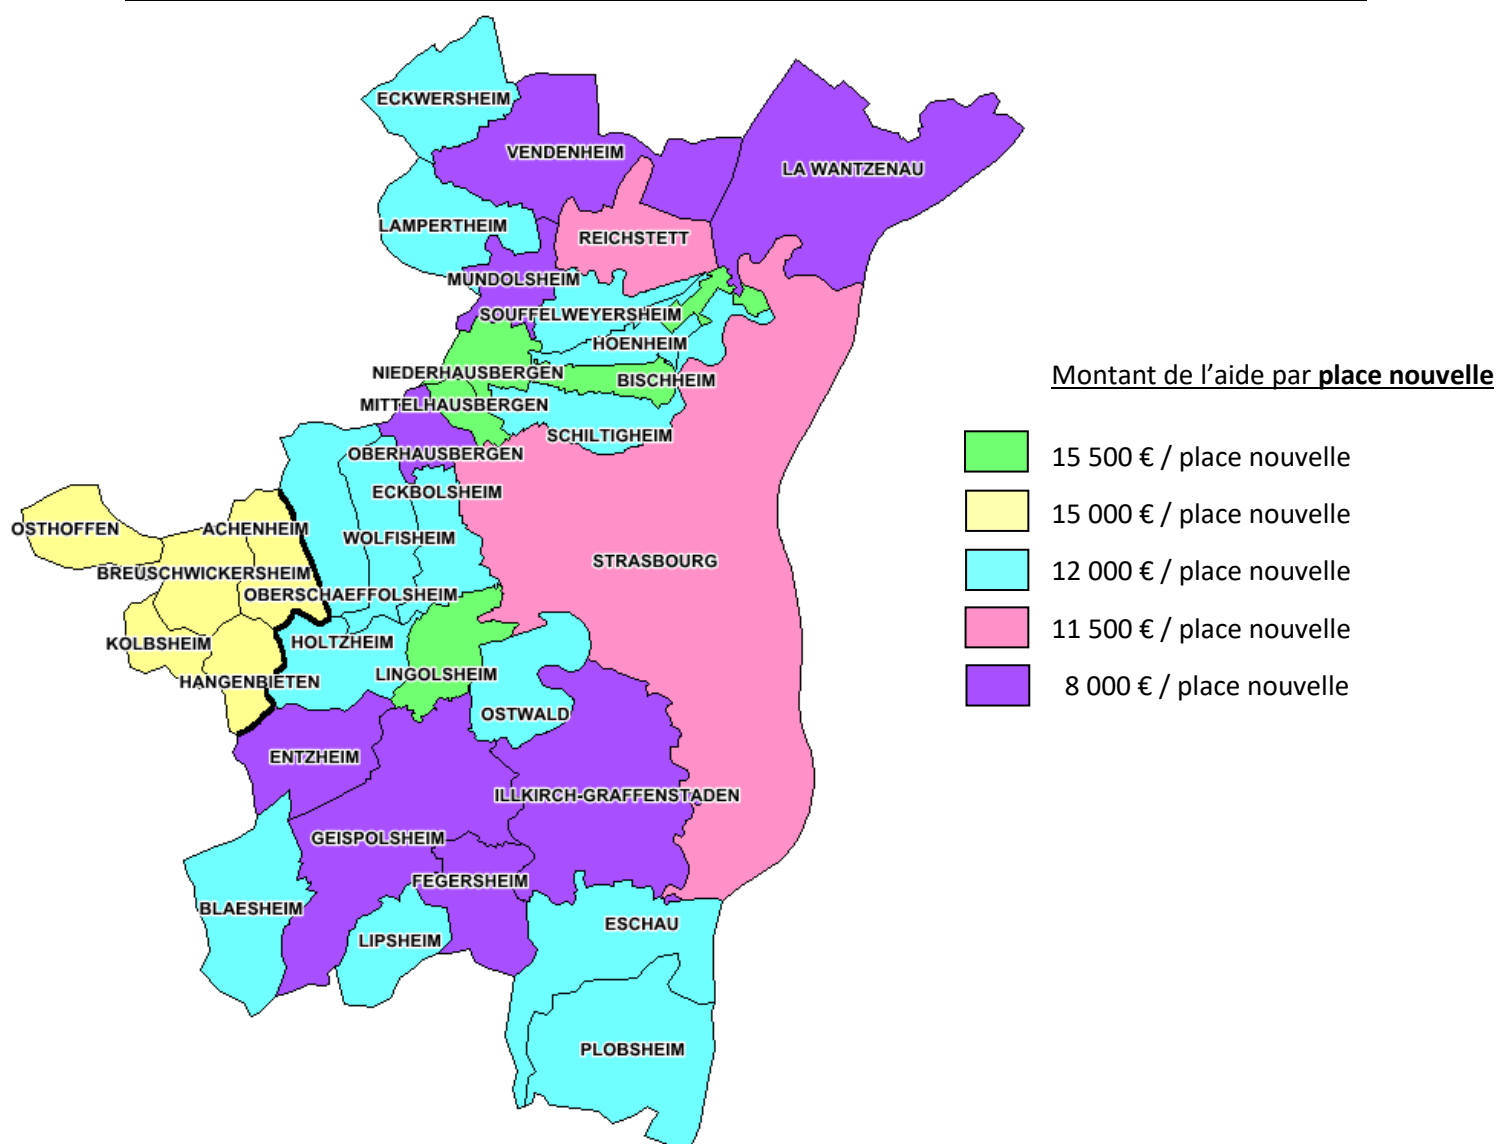 ECKWERSHEIM
VENDENHEIM
LA WANTZENAU
LAMPERTHEIM
REICHSTETT
MUNDOLSHEIM
SOUFFELWEYERSHEIM
HOENHEIM
NIEDERHAUSBERGEN
BISCHHEIM
MITTELHAUSBERGEN
SCHILTIGHEIM
OBERHAUSBERGEN
ECKBOLSHEIM
OSTHOFFEN
ACHENHEIM
WOLFISHEIM
STRASBOURG
BREUSCHWICKERSHEIM
OBERSCHAEFFOLSHEIM
KOLBSHEIM
HOLTZHEIM
LINGOLSHEIM
HANGENBIETEN
OSTWALD
ENTZHEIM
ILLKIRCH-GRAFFENSTADEN
GEISPOLSHEIM
FEGERSHEIM
BLAESHEIM
ESCHAU
LIPSHEIM
PLOBSHEIM
Montant de l'aide par place nouvelle
15 500 € / place nouvelle
15 000 € / place nouvelle
12 000 € / place nouvelle
11 500 € / place nouvelle
8 000 € / place nouvelle